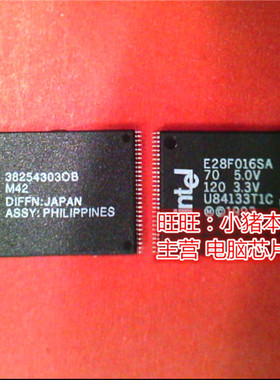 38254303OB
M42
DIFFN:JAPAN
ASSY: PHILIPPINES
intel
E28F016SA
70 5.0V
120 3.3V
U84133T1C
旺旺：小猪本
主营 电脑芯片